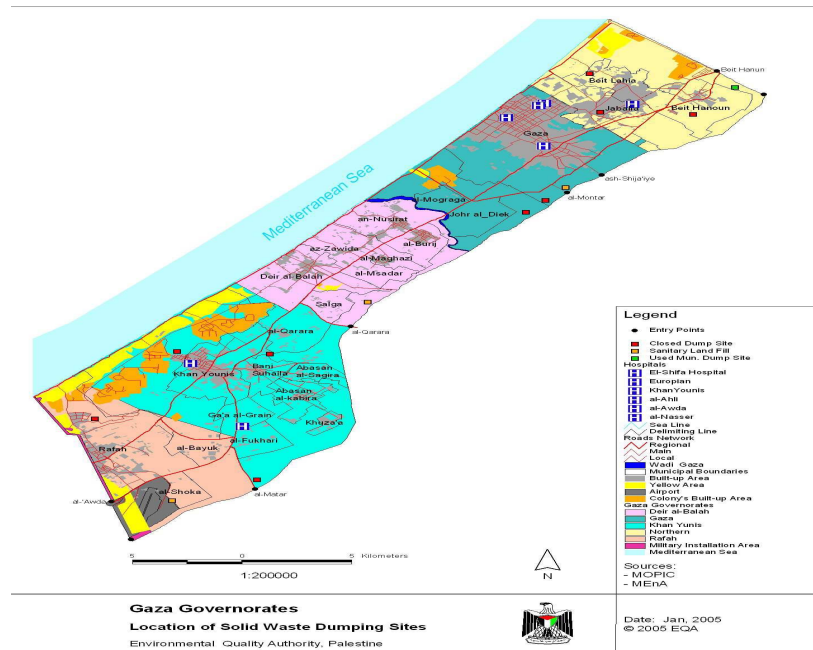 Beit Hanun
Beit Lahia
Jabalia
Beit Hanoun
Gaza
ash-Shija'iye
al-Montar
al-Mograga
Johr al_Diek
Mediterranean Sea
an-Nusirat
al-Burij
az-Zawida
al-Maghazi
Deir al-Balah
al-Msadar
Salga
al-Qarara
al-Qarara
Khan Younis
Bani
Suhaila
Abasan
al-Sagira
Abasan
al-kabira
Khuza'a
Ga'a al-Grain
al-Fukhari
Rafah
al-Bayuk
al-Shoka
al-Matar
al-'Awda
5 0 5 Kilometers
1:200000
N
Legend
Entry Points
Closed Dump Site
Sanitary Land Fill
Used Mun. Dump Site
Hospitals
El-Shifa Hospital
Europian
KhanYounis
al-Ahli
al-Awda
al-Nasser
Sea Line
Delimiting Line
Roads Network
Regional
Main
Local
Wadi Gaza
Municipal Boundaries
Built-up Area
Yellow Area
Airport
Colony's Built-up Area
Gaza Governorates
Deir al-Balah
Gaza
Khan Yunis
Northern
Rafah
Military Installation Area
Mediterranean Sea
Sources:
- MOPIC
- MEnA
Gaza Governorates
Location of Solid Waste Dumping Sites
Environmental Quality Authority, Palestine
Date: Jan, 2005
© 2005 EQA